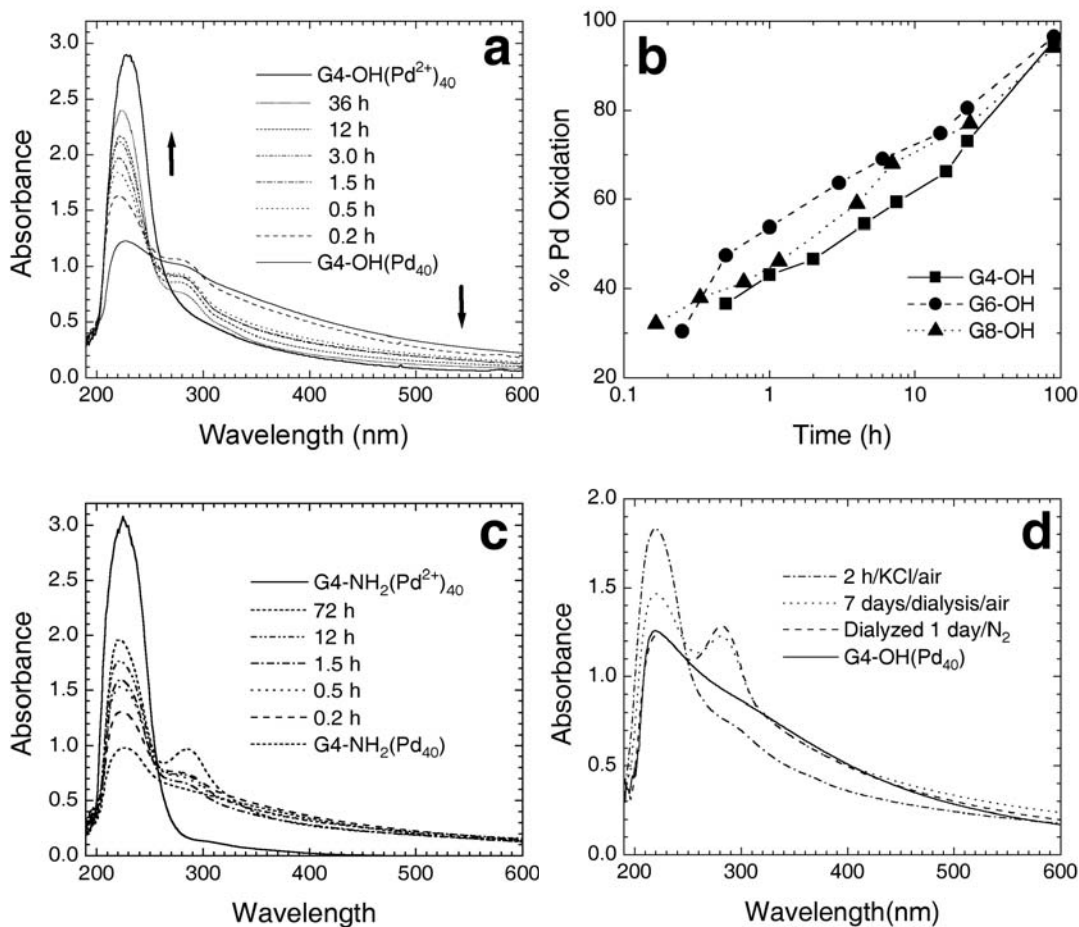 a
G4-OH(Pd²⁺)₄₀
36 h
12 h
3.0 h
1.5 h
0.5 h
0.2 h
G4-OH(Pd₄₀)
Absorbance
3.0
2.5
2.0
1.5
1.0
0.5
0.0
200 300 400 500 600
Wavelength (nm)
b
% Pd Oxidation
100
80
60
40
20
G4-OH
G6-OH
G8-OH
0.1 1 10 100
Time (h)
c
G4-NH₂(Pd²⁺)₄₀
72 h
12 h
1.5 h
0.5 h
0.2 h
G4-NH₂(Pd₄₀)
Absorbance
3.0
2.5
2.0
1.5
1.0
0.5
0.0
200 300 400 500 600
Wavelength
d
2 h/KCl/air
7 days/dialysis/air
Dialyzed 1 day/N₂
G4-OH(Pd₄₀)
Absorbance
2.0
1.5
1.0
0.5
0.0
200 300 400 500 600
Wavelength(nm)